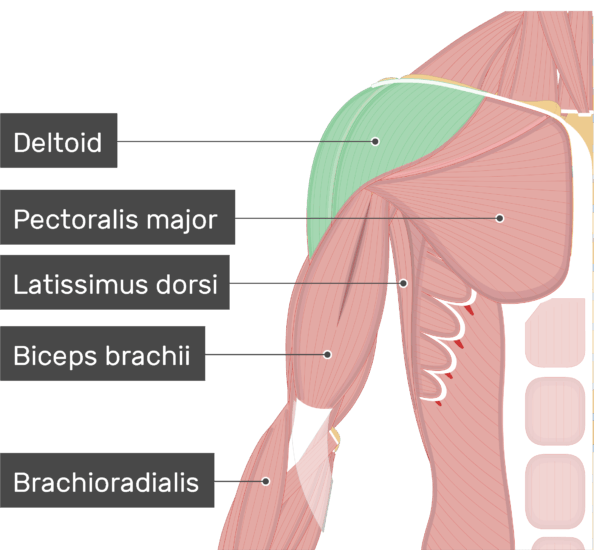 Deltoid
Pectoralis major
Latissimus dorsi
Biceps brachii
Brachioradialis